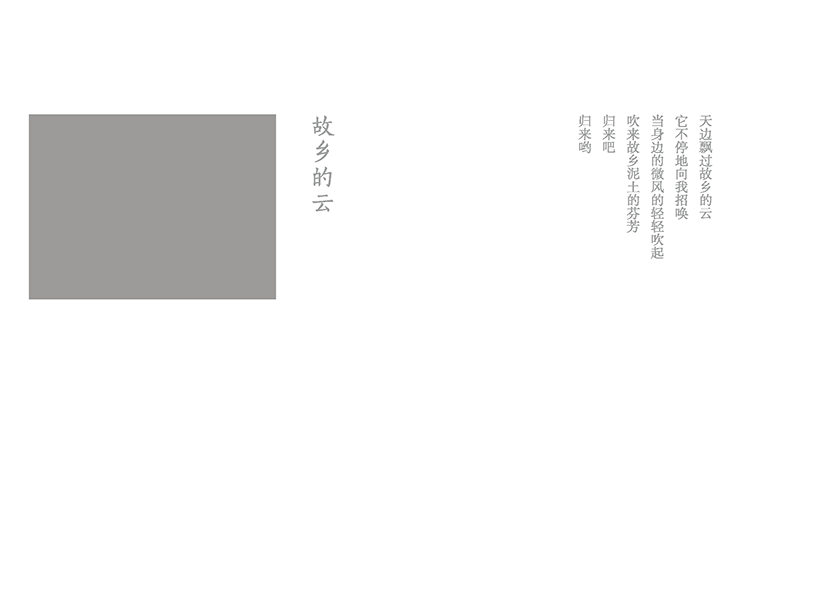 故乡的云
天边飘过故乡的云
它不停地向我招唤
当身边的微风的轻轻吹起
吹来故乡泥土的芬芳
归来吧
归来哟